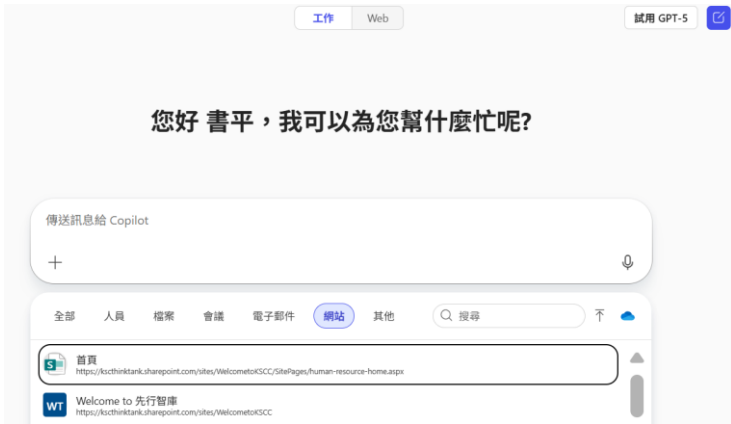 工作 Web
試用 GPT-5
您好 書平，我可以為您幫什麼忙呢?
傳送訊息給 Copilot
全部 人員 檔案 會議 電子郵件 網站 其他 搜尋
S
首頁
https://kscthinktank.sharepoint.com/sites/WelcometoKSCC/SitePages/human-resource-home.aspx
WT
Welcome to 先行智庫
https://kscthinktank.sharepoint.com/sites/WelcometoKSCC